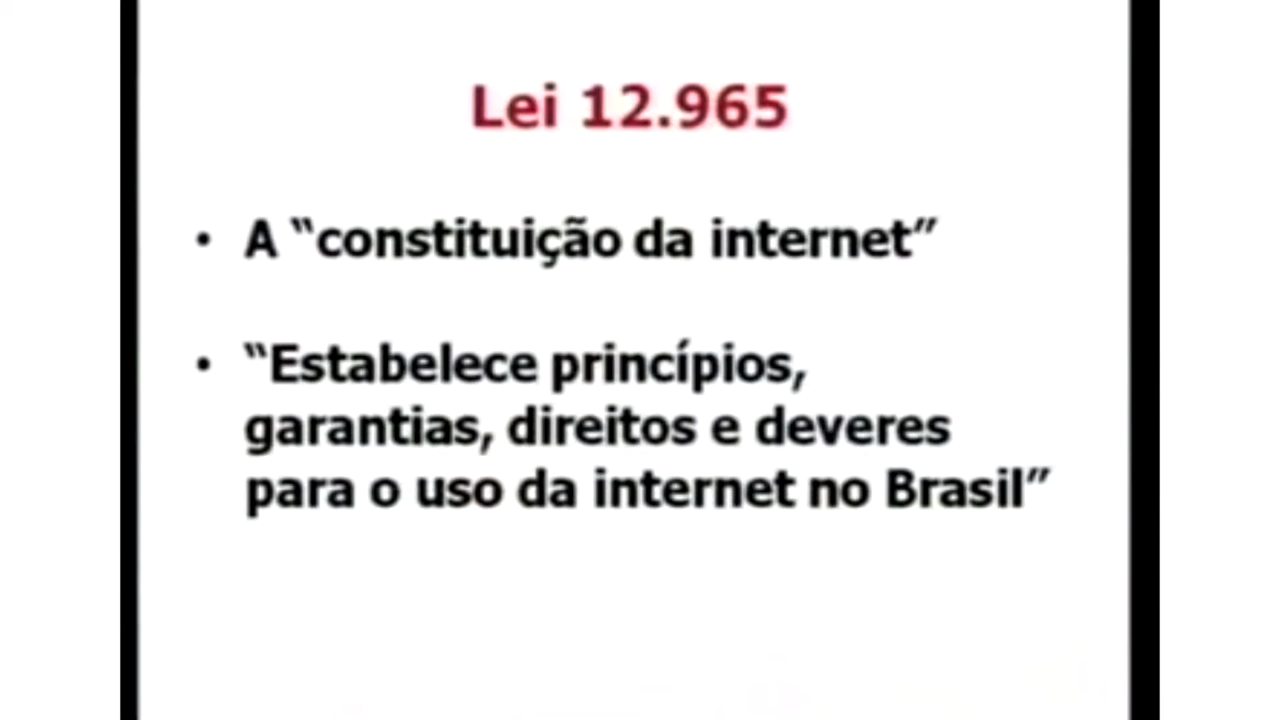 Lei 12.965
• A “constituição da internet”
• “Estabelece princípios,
garantias, direitos e deveres
para o uso da internet no Brasil”